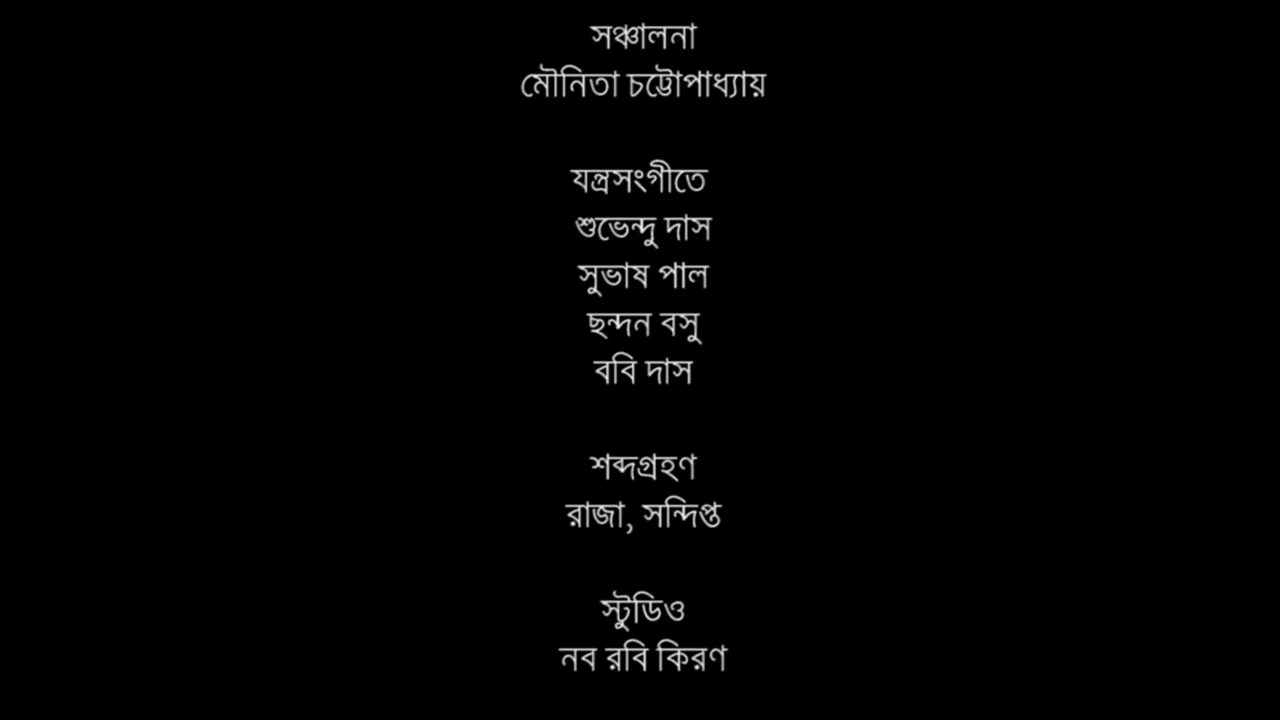 সঞ্চালনা
মৌনিতা চট্টোপাধ্যায়
যন্ত্রসংগীতে
শুভেন্দু দাস
সুভাষ পাল
ছন্দন বসু
ববি দাস
শব্দগ্রহণ
রাজা, সন্দিপ্ত
স্টুডিও
নব রবি কিরণ